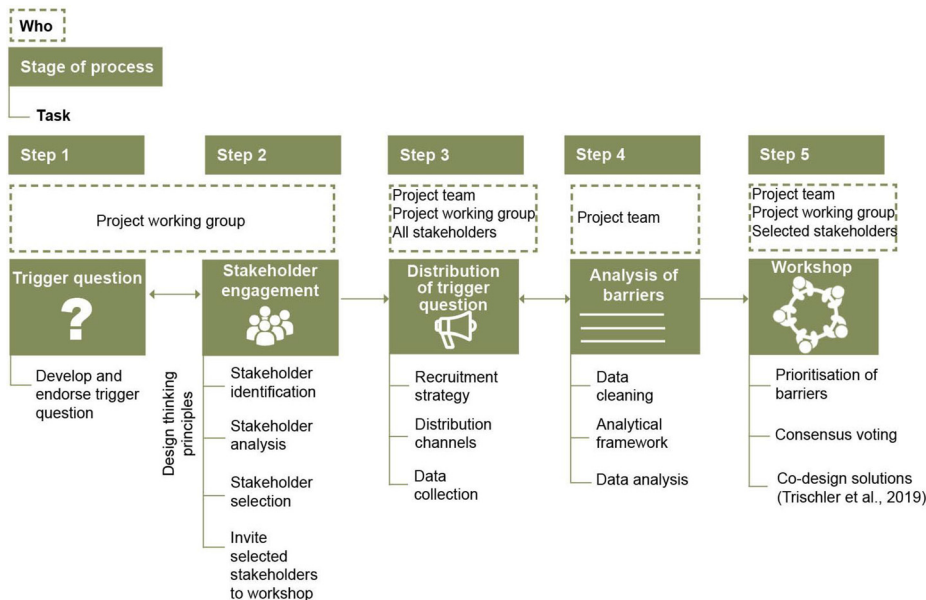 Who
Stage of process
Task
Step 1
Step 2
Step 3
Step 4
Step 5
Project working group
Project team
Project working group
All stakeholders
Project team
Project team
Project working group
Selected stakeholders
Trigger question
?
Stakeholder
engagement
Distribution
of trigger
question
Analysis of
barriers
Workshop
Develop and
endorse trigger
question
Design thinking
principles
Stakeholder
identification
Stakeholder
analysis
Stakeholder
selection
Invite
selected
stakeholders
to workshop
Recruitment
strategy
Distribution
channels
Data
collection
Data
cleaning
Analytical
framework
Data analysis
Prioritisation of
barriers
Consensus voting
Co-design solutions
(Trischler et al., 2019)